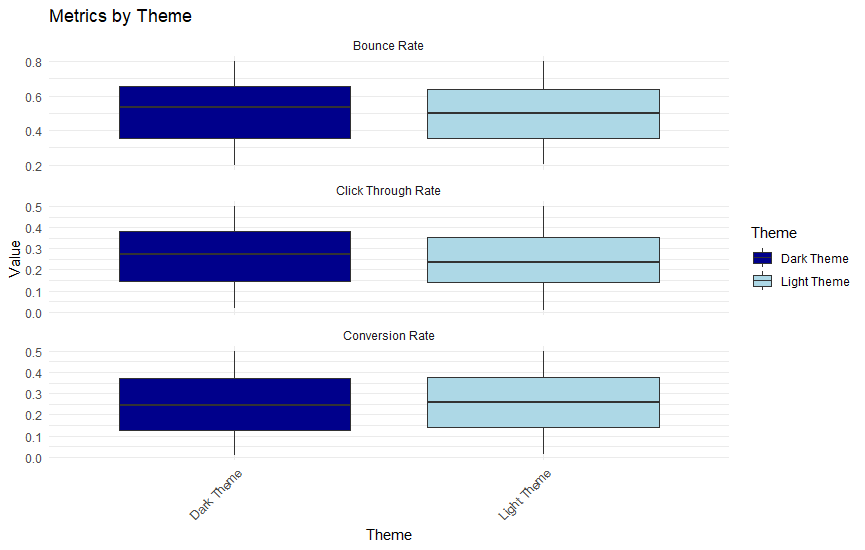 Metrics by Theme
Bounce Rate
0.8
0.6
0.4
0.2
Click Through Rate
0.5
0.4
0.3
0.2
0.1
0.0
Conversion Rate
0.5
0.4
0.3
0.2
0.1
0.0
Value
Dark Theme
Light Theme
Theme
Theme
Dark Theme
Light Theme